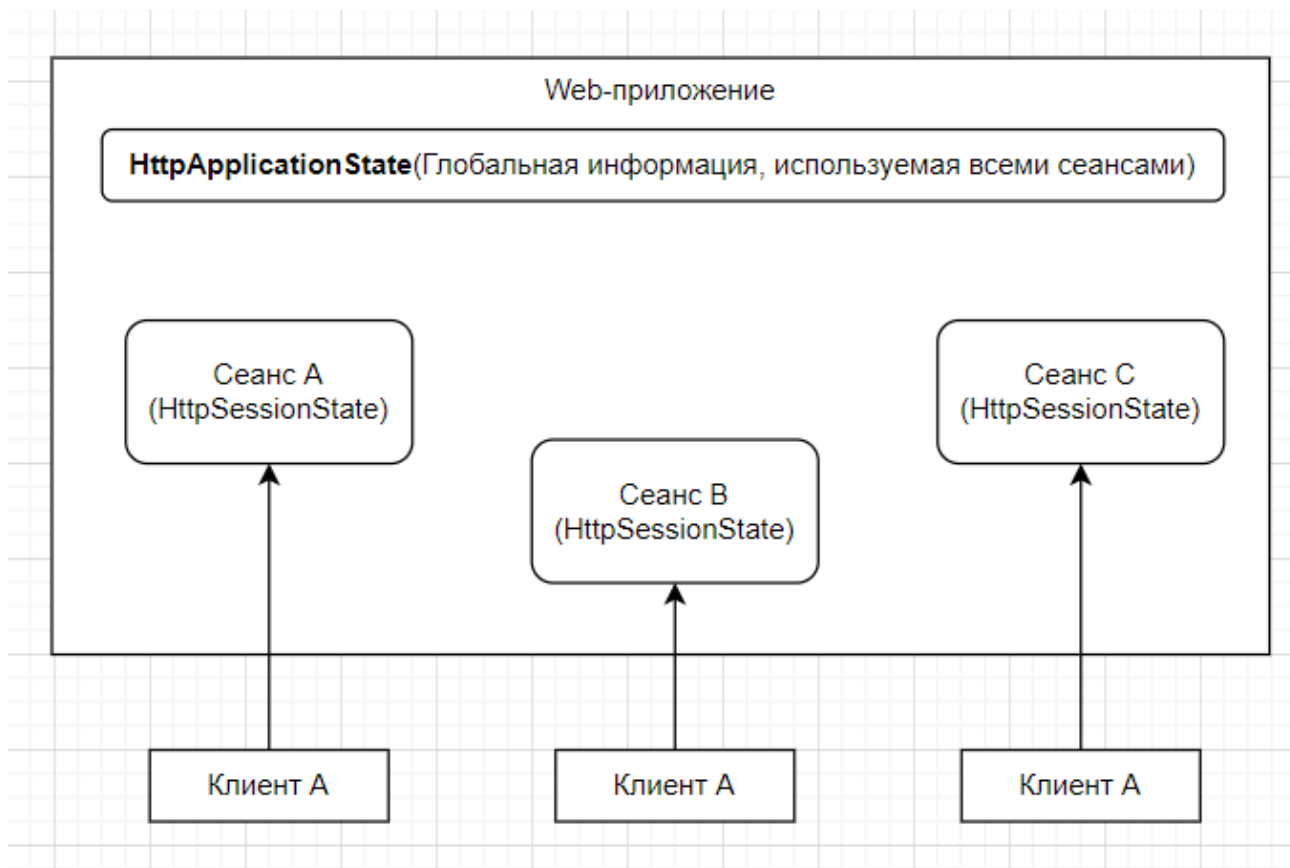 Web-приложение
HttpApplicationState(Глобальная информация, используемая всеми сеансами)
Сеанс A
(HttpSessionState)
Сеанс C
(HttpSessionState)
Сеанс B
(HttpSessionState)
Клиент A
Клиент A
Клиент A